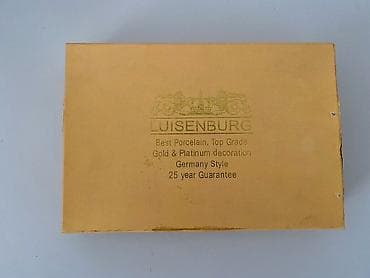 LUISENBURG
Best Porcelain, Top Grade
Gold & Platinum decoration
Germany Style
25 year Guarantee